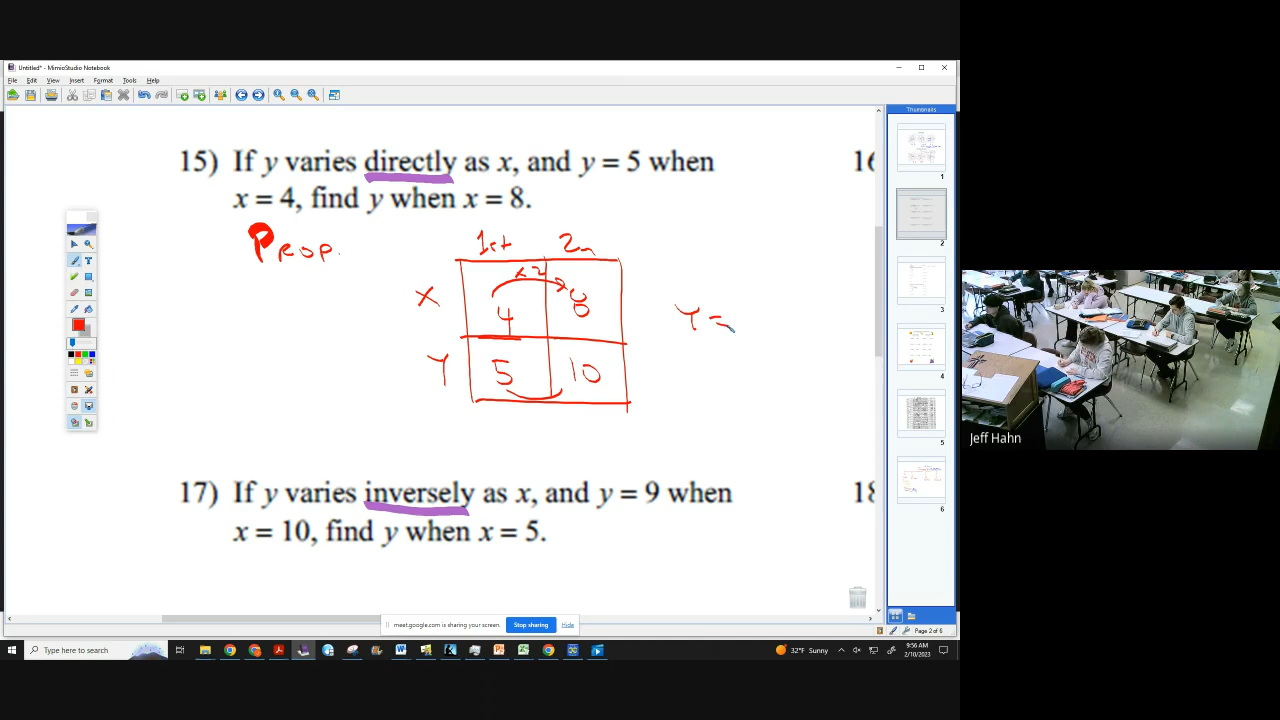 Untitled* - MimioStudio Notebook
File Edit View Insert Format Tools Help
Thumbnails
15) If y varies directly as x, and y = 5 when
x = 4, find y when x = 8.
16
PROP.
1st 2n
x2
X 4 8
Y 5 10
Y =
17) If y varies inversely as x, and y = 9 when
x = 10, find y when x = 5.
18
1
2
3
4
5
6
Jeff Hahn
meet.google.com is sharing your screen. Stop sharing Hide
Page 2 of 6
Type here to search
32°F Sunny
9:56 AM
2/10/2023